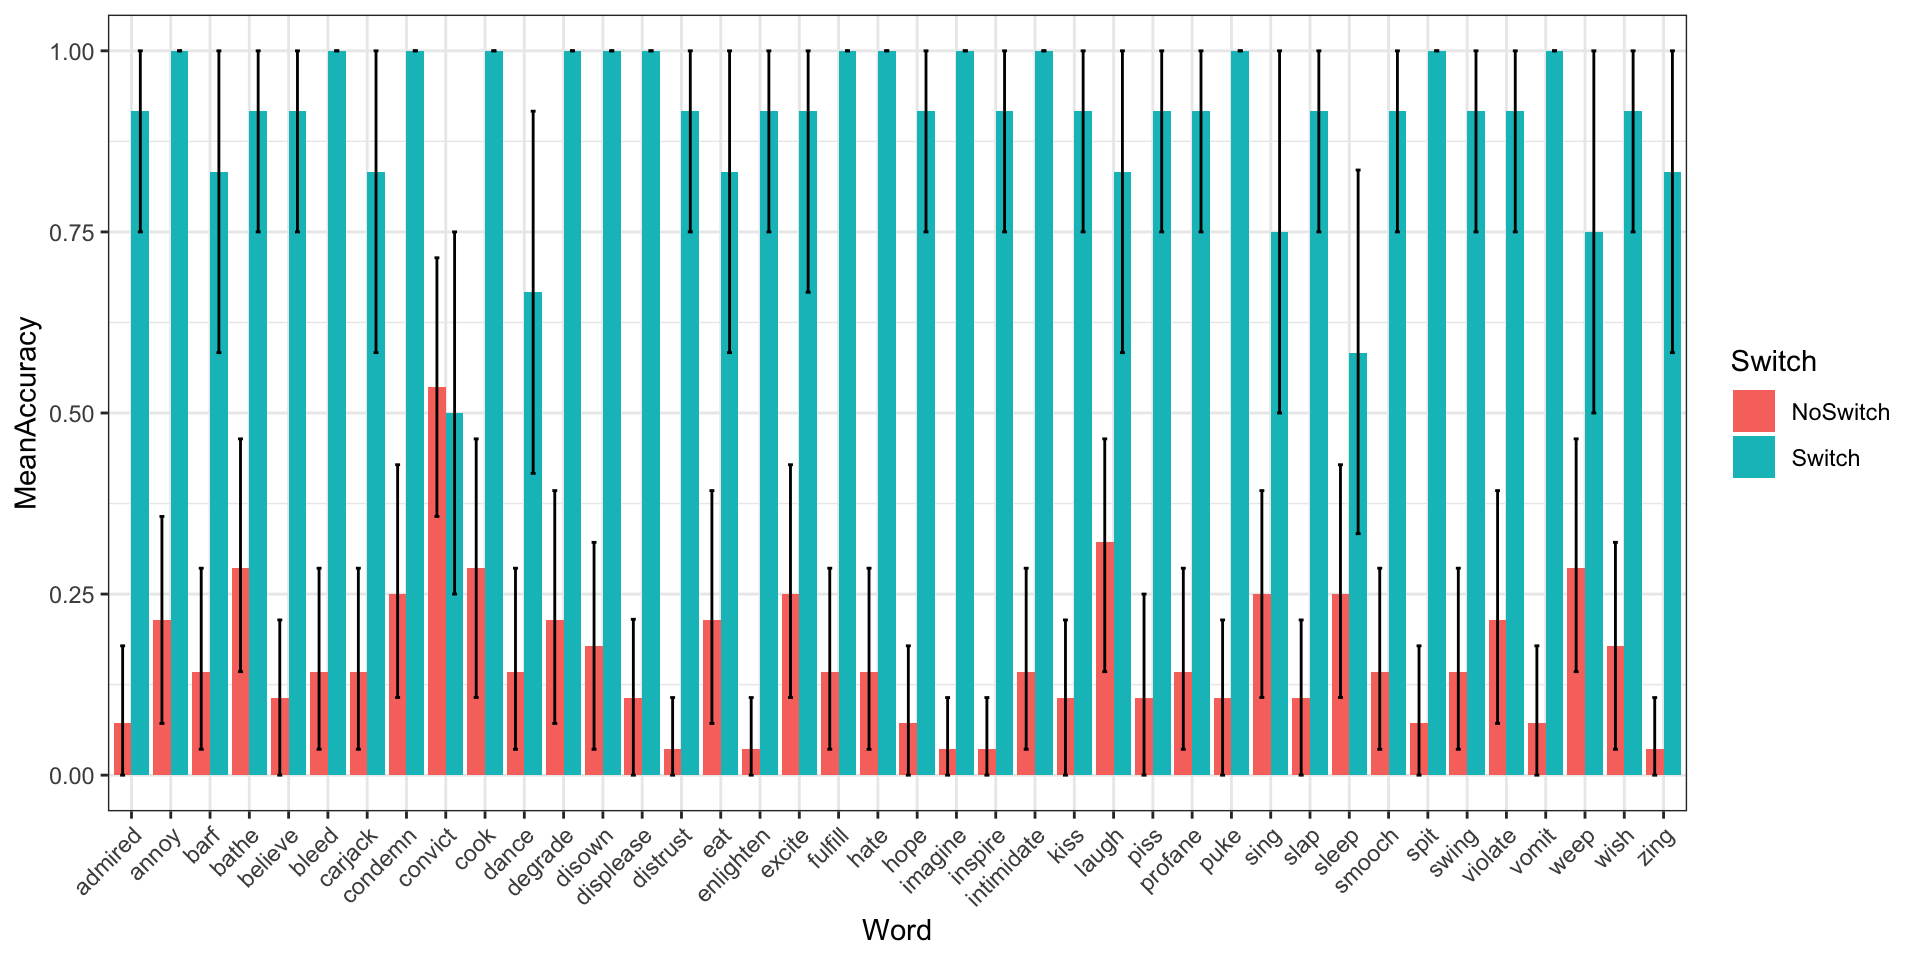 MeanAccuracy
1.00
0.75
0.50
0.25
0.00
admired
annoy
barf
bathe
believe
bleed
carjack
condemn
convict
cook
dance
degrade
disown
displease
distrust
eat
enlighten
excite
fulfill
hate
hope
imagine
inspire
intimidate
kiss
laugh
piss
profane
puke
sing
slap
sleep
smooch
spit
swing
violate
vomit
weep
wish
zing
Word
Switch
NoSwitch
Switch